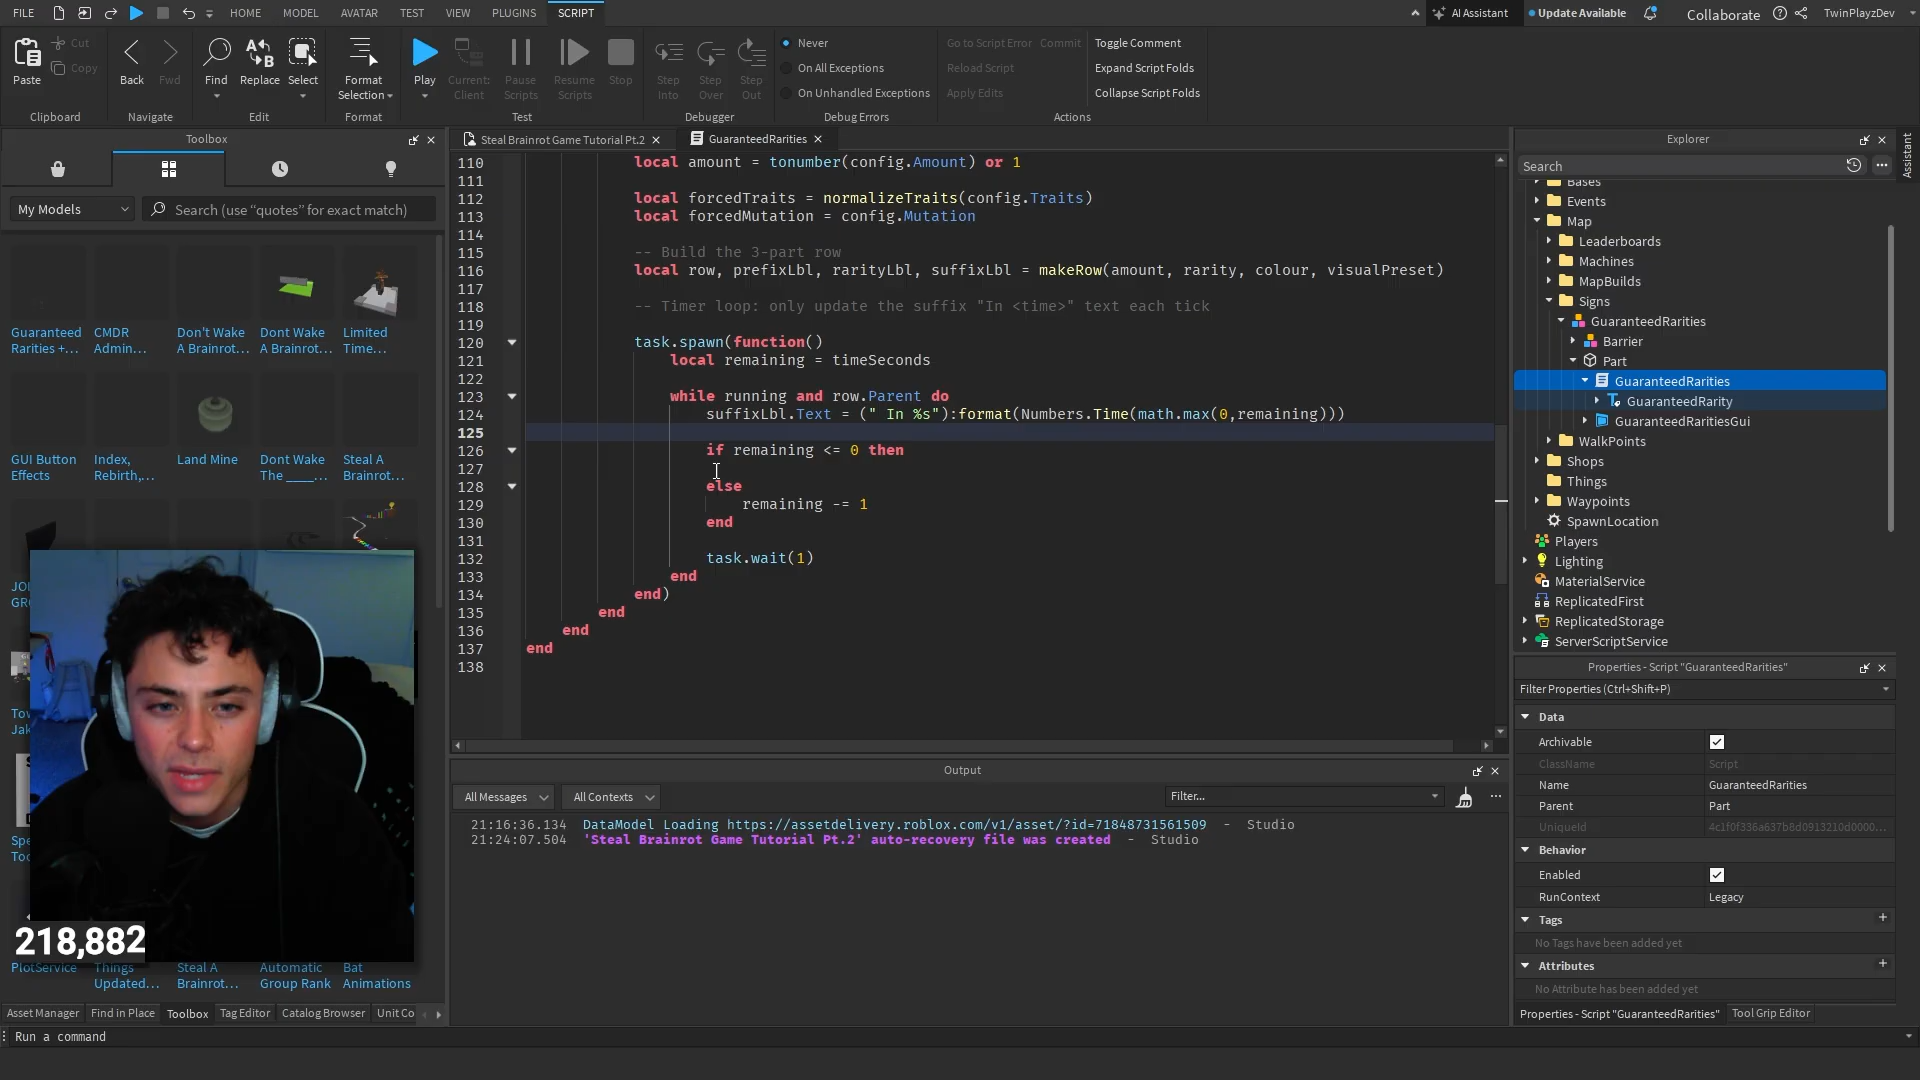 FILE
HOME
MODEL
AVATAR
TEST
VIEW
PLUGINS
SCRIPT
AI Assistant
Update Available
Collaborate
TwinPlayzDev
Paste
Cut
Copy
Clipboard
Back
Fwd
Navigate
Find
Replace
Select
Edit
Format
Selection
Format
Play
Current:
Client
Pause
Scripts
Resume
Scripts
Stop
Test
Step
Into
Step
Over
Step
Out
Debugger
Never
On All Exceptions
On Unhandled Exceptions
Debug Errors
Go to Script Error
Commit
Reload Script
Apply Edits
Toggle Comment
Expand Script Folds
Collapse Script Folds
Actions
Toolbox
My Models
Search (use “quotes” for exact match)
Guaranteed
Rarities +...
CMDR
Admin...
Don't Wake
A Brainrot...
Dont Wake
A Brainrot...
Limited
Time...
GUI Button
Effects
Index,
Rebirth,...
Land Mine
Dont Wake
The ____...
Steal A
Brainrot...
218,882
PlotService
Things
Updated...
Steal A
Brainrot...
Automatic
Group Rank
Bat
Animations
Asset Manager
Find in Place
Toolbox
Tag Editor
Catalog Browser
Unit Co
Run a command
Steal Brainrot Game Tutorial Pt.2
GuaranteedRarities
110 local amount = tonumber(config.Amount) or 1
111
112 local forcedTraits = normalizeTraits(config.Traits)
113 local forcedMutation = config.Mutation
114
115 -- Build the 3-part row
116 local row, prefixLbl, rarityLbl, suffixLbl = makeRow(amount, rarity, colour, visualPreset)
117
118 -- Timer loop: only update the suffix "In <time>" text each tick
119
120 task.spawn(function()
121 local remaining = timeSeconds
122
123 while running and row.Parent do
124 suffixLbl.Text = (" In %s"):format(Numbers.Time(math.max(0,remaining)))
125
126 if remaining <= 0 then
127
128 else
129 remaining -= 1
130 end
131
132 task.wait(1)
133 end
134 end)
135 end
136 end
137 end
138
Output
All Messages
All Contexts
Filter...
21:16:36.134 DataModel Loading https://assetdelivery.roblox.com/v1/asset/?id=71848731561509 - Studio
21:24:07.504 'Steal Brainrot Game Tutorial Pt.2' auto-recovery file was created - Studio
Explorer
Assistant
Search
Bases
Events
Map
Leaderboards
Machines
MapBuilds
Signs
GuaranteedRarities
Barrier
Part
GuaranteedRarities
GuaranteedRarity
GuaranteedRaritiesGui
WalkPoints
Shops
Things
Waypoints
SpawnLocation
Players
Lighting
MaterialService
ReplicatedFirst
ReplicatedStorage
ServerScriptService
Properties - Script "GuaranteedRarities"
Filter Properties (Ctrl+Shift+P)
Data
Archivable
ClassName Script
Name GuaranteedRarities
Parent Part
UniqueId 4c1f0f336a637b8d0913210d0000...
Behavior
Enabled
RunContext Legacy
Tags
No Tags have been added yet
Attributes
No Attribute has been added yet
Properties - Script "GuaranteedRarities"
Tool Grip Editor